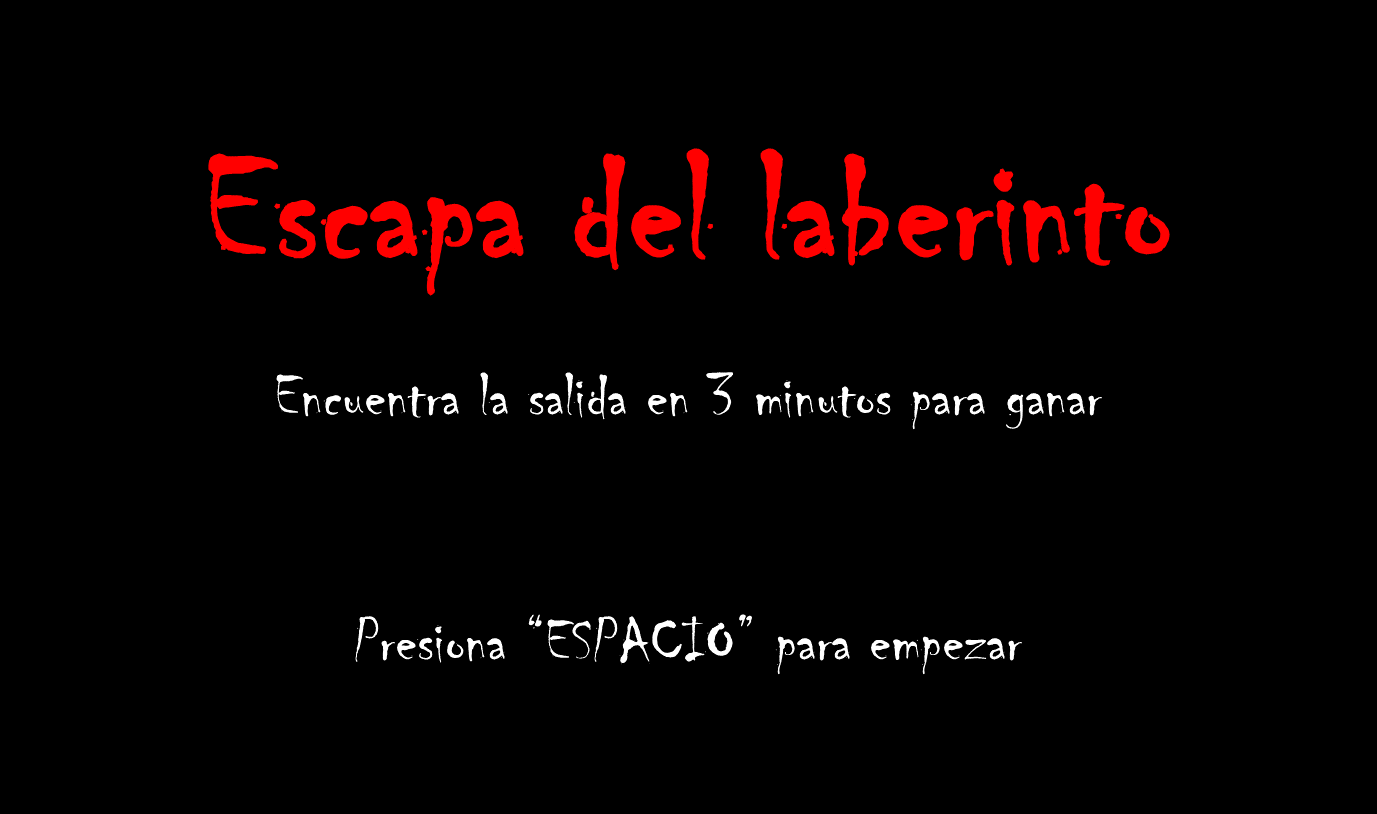 Escapa del laberinto
Encuentra la salida en 3 minutos para ganar
Presiona “ESPACIO” para empezar